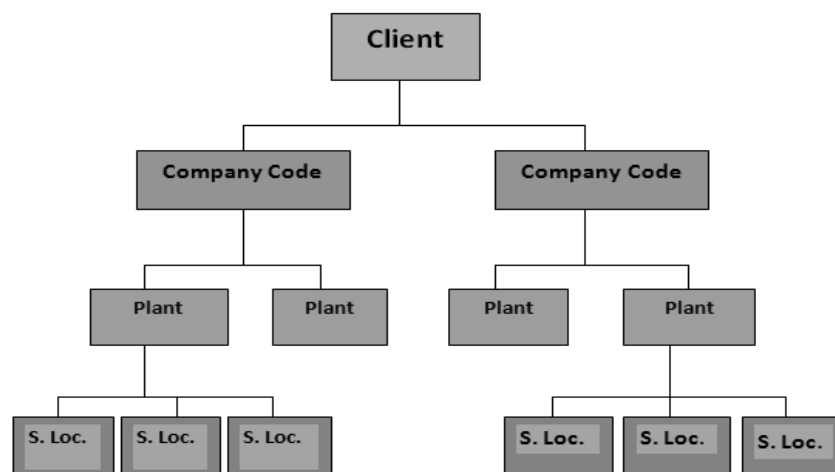 Client
Company Code
Company Code
Plant
Plant
Plant
Plant
S. Loc.
S. Loc.
S. Loc.
S. Loc.
S. Loc.
S. Loc.